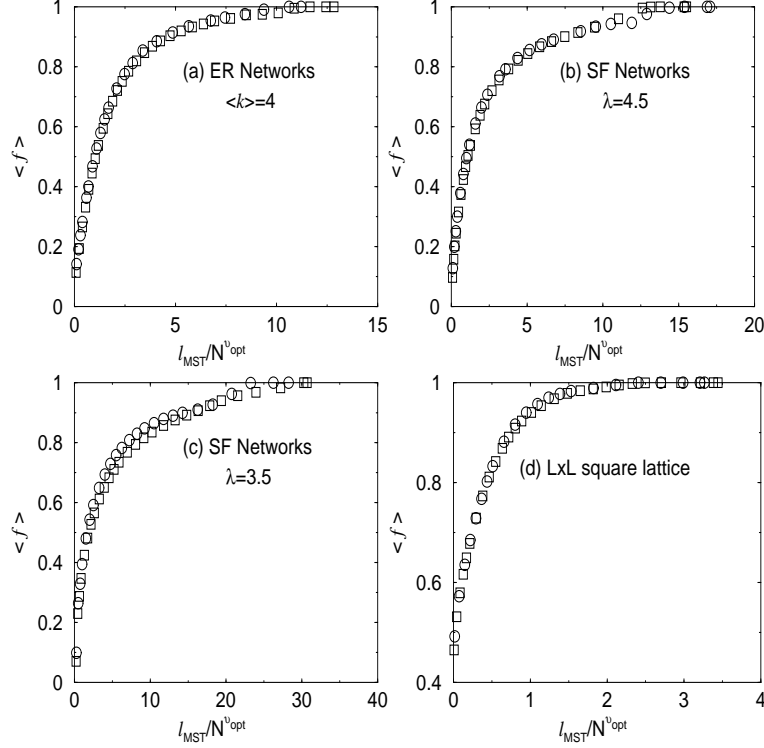 1
0.8
0.6
0.4
0.2
0
< f >
(a) ER Networks
<k>=4
0 5 10 15
l_MST/N^υopt
1
0.8
0.6
0.4
0.2
0
< f >
(b) SF Networks
λ=4.5
0 5 10 15 20
l_MST/N^υopt
1
0.8
0.6
0.4
0.2
0
< f >
(c) SF Networks
λ=3.5
0 10 20 30 40
l_MST/N^υopt
1
0.8
0.6
0.4
< f >
(d) LxL square lattice
0 1 2 3 4
l_MST/N^υopt